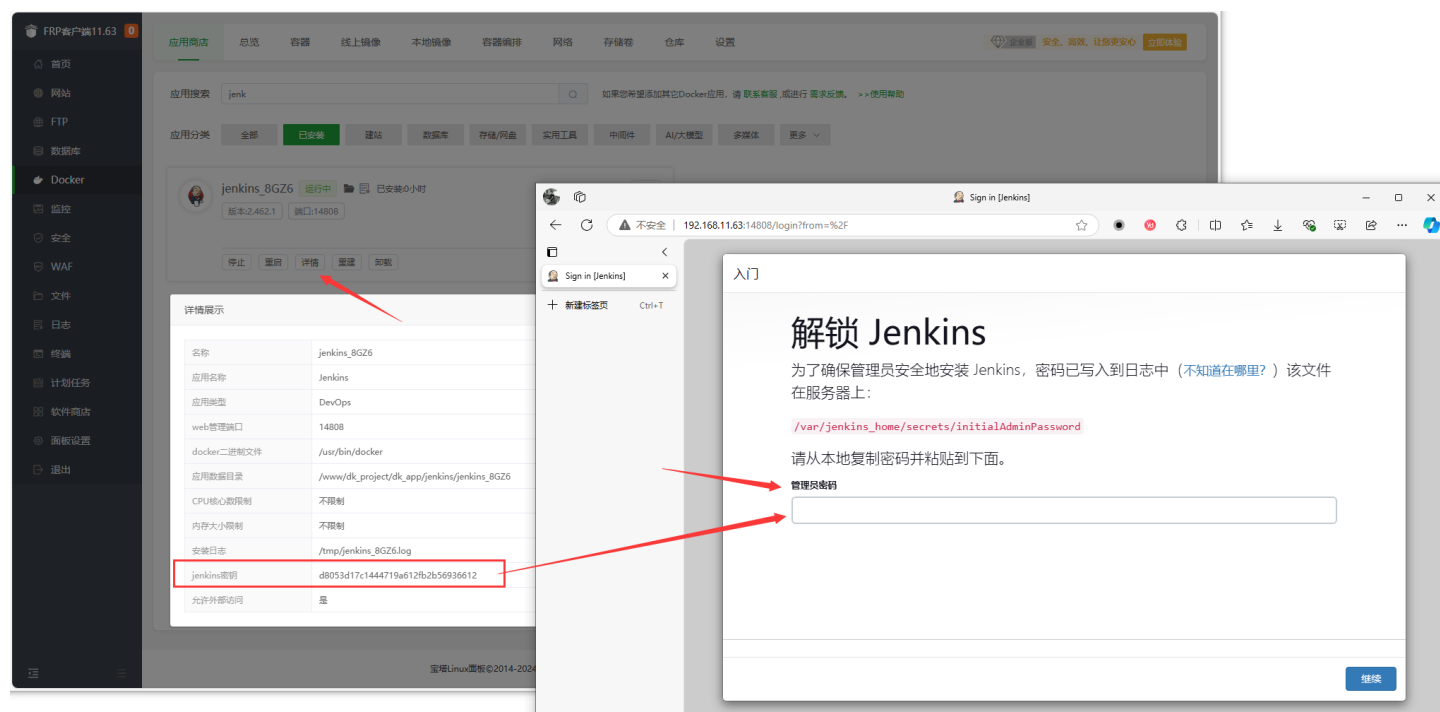 FRP客户端11.63 0
首页
网站
FTP
数据库
Docker
监控
安全
WAF
文件
日志
终端
计划任务
软件商店
面板设置
退出
应用商店 总览 容器 线上镜像 本地镜像 容器编排 网络 存储卷 仓库 设置
企业版 安全、高效、让您更安心 立即体验
应用搜索 jenk 如果您希望添加其它Docker应用，请 联系客服 ,或进行 需求反馈。 >>使用帮助
应用分类 全部 已安装 建站 数据库 存储/网盘 实用工具 中间件 AI/大模型 多媒体 更多
jenkins_8GZ6 运行中 已安装:0小时
版本:2.462.1 端口:14808
停止 重启 详情 重建 卸载
详情展示
名称 jenkins_8GZ6
应用名称 Jenkins
应用类型 DevOps
web管理端口 14808
docker二进制文件 /usr/bin/docker
应用数据目录 /www/dk_project/dk_app/jenkins/jenkins_8GZ6
CPU核心数限制 不限制
内存大小限制 不限制
安装日志 /tmp/jenkins_8GZ6.log
jenkins密钥 d8053d17c1444719a612fb2b56936612
允许外部访问 是
宝塔Linux面板©2014-2024
Sign in [Jenkins]
不安全 192.168.11.63:14808/login?from=%2F
Sign in [Jenkins]
新建标签页 Ctrl+T
入门
解锁 Jenkins
为了确保管理员安全地安装 Jenkins，密码已写入到日志中（不知道在哪里？）该文件
在服务器上：
/var/jenkins_home/secrets/initialAdminPassword
请从本地复制密码并粘贴到下面。
管理员密码
继续